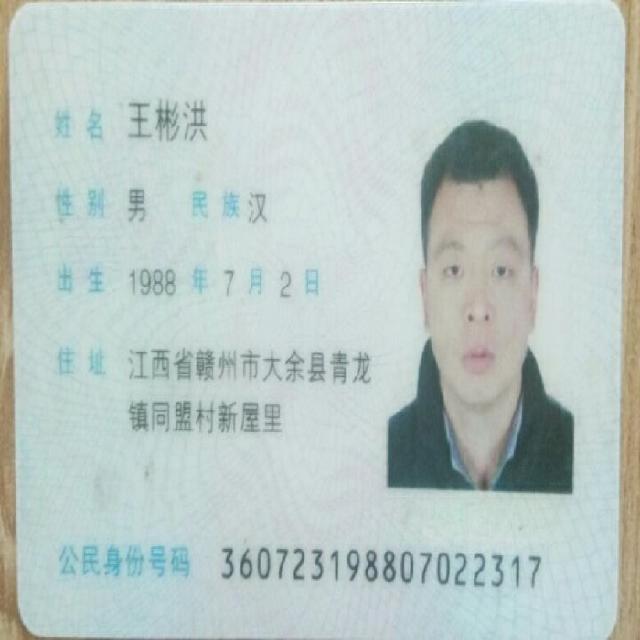 姓名 王彬洪
性别 男 民族 汉
出生 1988 年 7 月 2 日
住址 江西省赣州市大余县青龙
镇同盟村新屋里
公民身份号码 360723198807022317